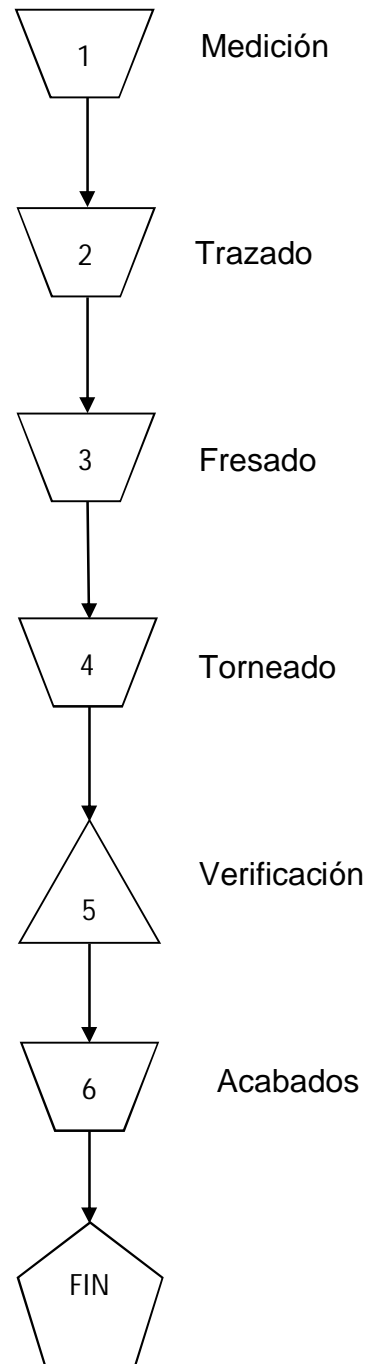 1 Medición
2 Trazado
3 Fresado
4 Torneado
5 Verificación
6 Acabados
FIN